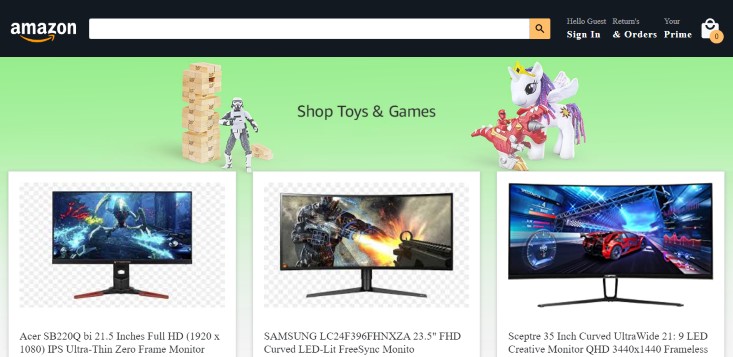 amazon
Hello Guest Return's Your
Sign In & Orders Prime
0
Shop Toys & Games
Acer SB220Q bi 21.5 Inches Full HD (1920 x
1080) IPS Ultra-Thin Zero Frame Monitor
SAMSUNG LC24F396FHNXZA 23.5" FHD
Curved LED-Lit FreeSync Monito
Sceptre 35 Inch Curved UltraWide 21: 9 LED
Creative Monitor QHD 3440x1440 Frameless